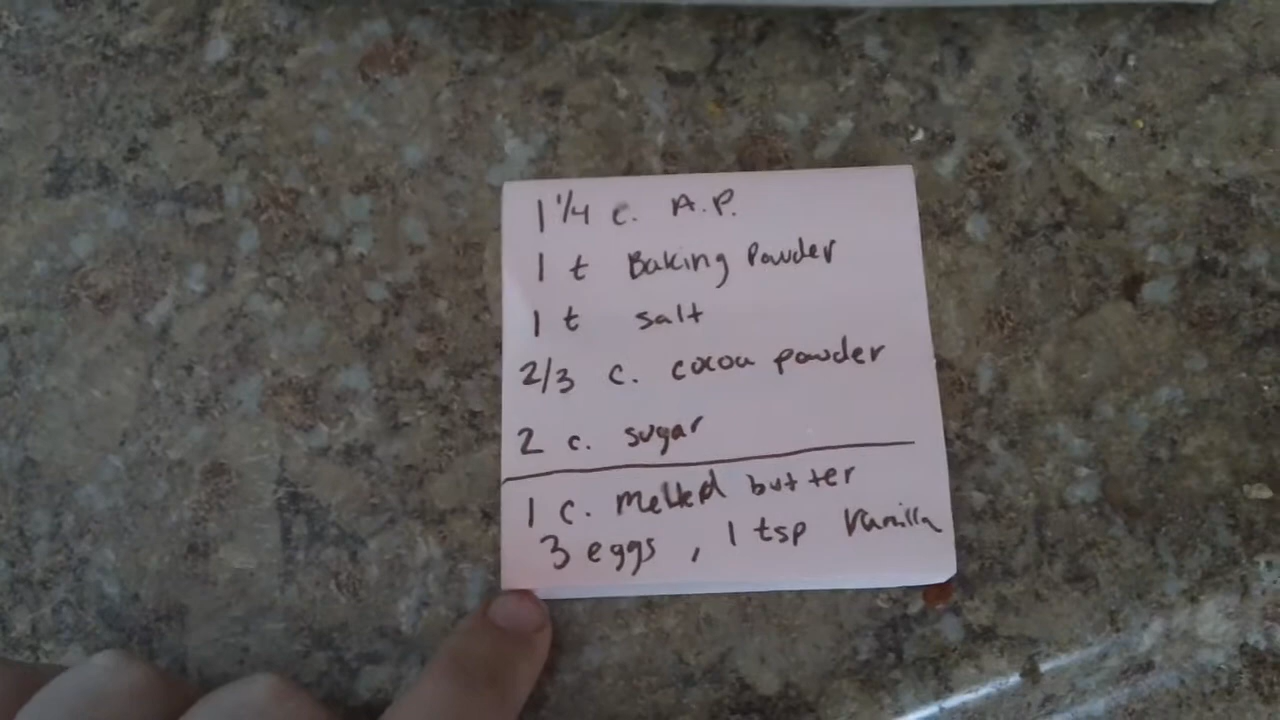 1 1/4 c. A.P.
1 t Baking Powder
1 t salt
2/3 c. cocoa powder
2 c. sugar
1 c. melted butter
3 eggs, 1 tsp vanilla